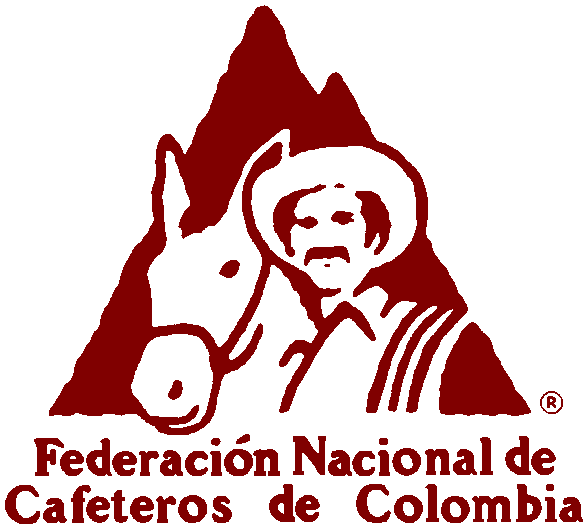 ®
Federación Nacional de
Cafeteros de Colombia